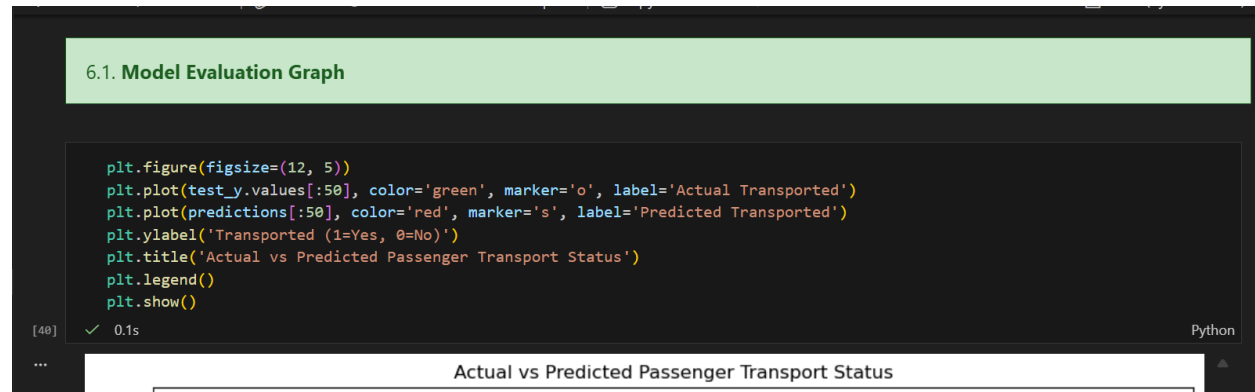 6.1. Model Evaluation Graph
plt.figure(figsize=(12, 5))
plt.plot(test_y.values[:50], color='green', marker='o', label='Actual Transported')
plt.plot(predictions[:50], color='red', marker='s', label='Predicted Transported')
plt.ylabel('Transported (1=Yes, 0=No)')
plt.title('Actual vs Predicted Passenger Transport Status')
plt.legend()
plt.show()
[40] ✓ 0.1s Python
...
Actual vs Predicted Passenger Transport Status